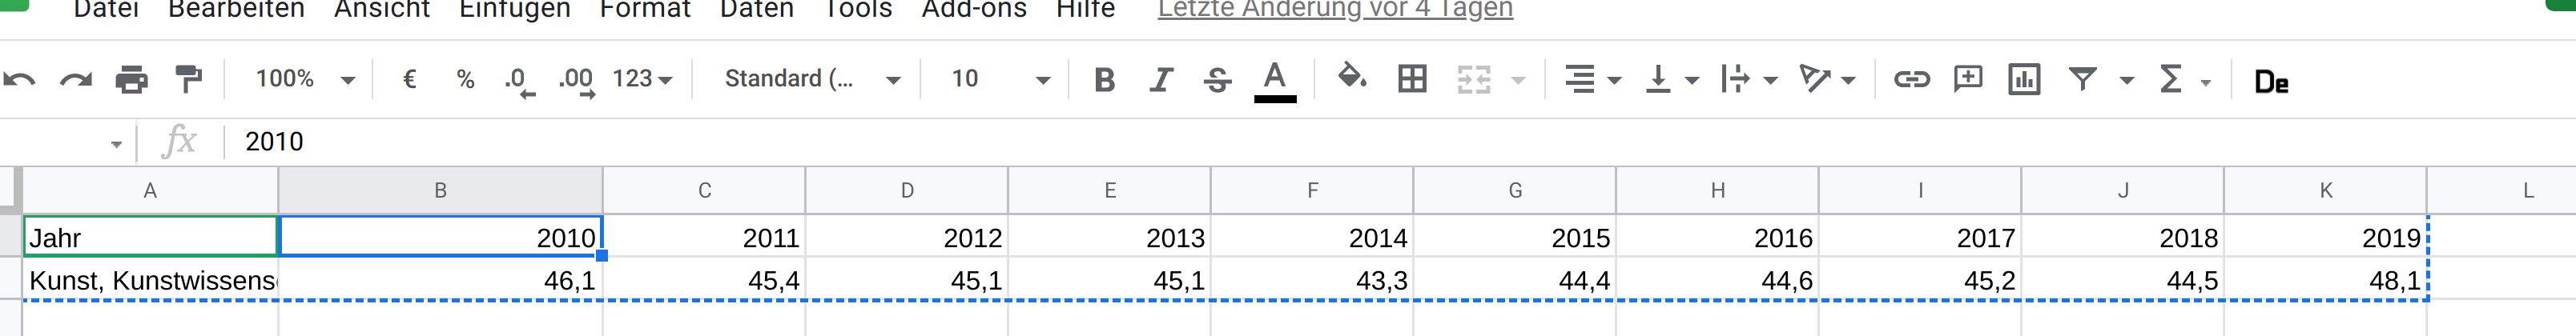 Datei Bearbeiten Ansicht Einfügen Format Daten Tools Add-ons Hilfe Letzte Änderung vor 4 Tagen
100% € % .0 .00 123 Standard (... 10 B I S A Σ De
fx 2010
A B C D E F G H I J K L
Jahr 2010 2011 2012 2013 2014 2015 2016 2017 2018 2019
Kunst, 46,1 45,4 45,1 45,1 43,3 44,4 44,6 45,2 44,5 48,1